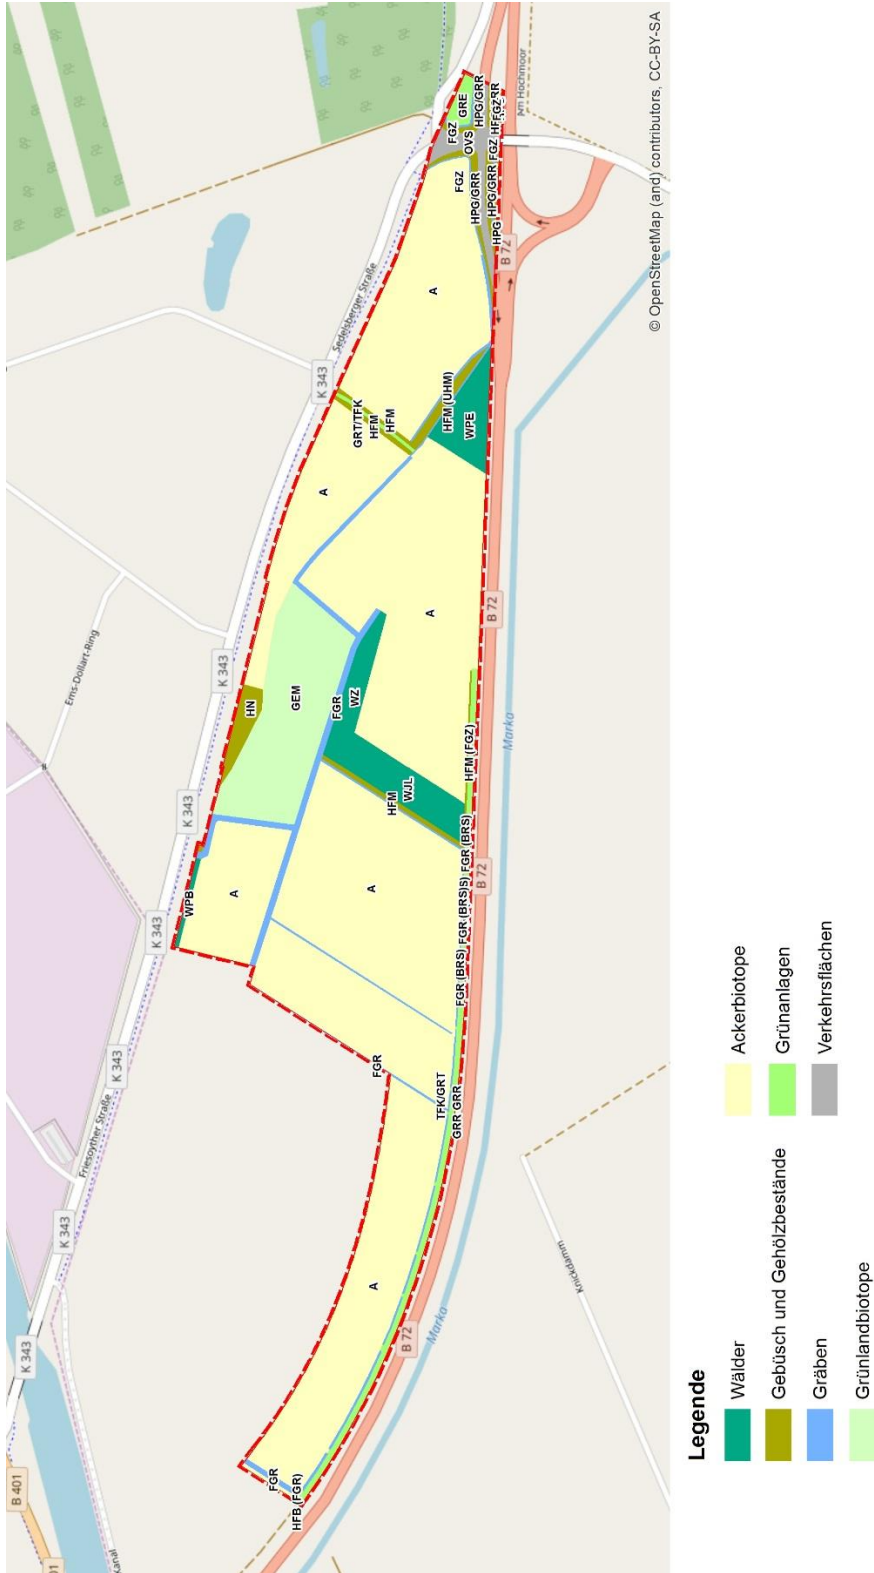 B 401
01
Kanal
K 343
K 343
Friesoyther Straße
K 343
K 343
K 343
K 343
K 343
Ems-Dollart-Ring
Sedelsberger Straße
Am Hochmoor
B 72
B 72
B 72
B 72
Marka
Marka
Knickdamm
FGR
HFB (FGR)
A
FGR
TFK/GRT
GRR
GRR
WPB
A
A
FGR (BRS)
FGR (BRS)
FGR (BRS)
HFM
WJL
HFM (FGZ)
HN
GEM
FGR
WZ
A
A
GRT/TFK
HFM
HFM
HFM (UHM)
WPE
A
FGZ
HPG/GRR
HPG
HPG/GRR
FGZ
OVS
FGZ
GRE
HPG/GRR
© OpenStreetMap (and) contributors, CC-BY-SA
Legende
Wälder
Gebüsch und Gehölzbestände
Gräben
Grünlandbiotope
Ackerbiotope
Grünanlagen
Verkehrsflächen